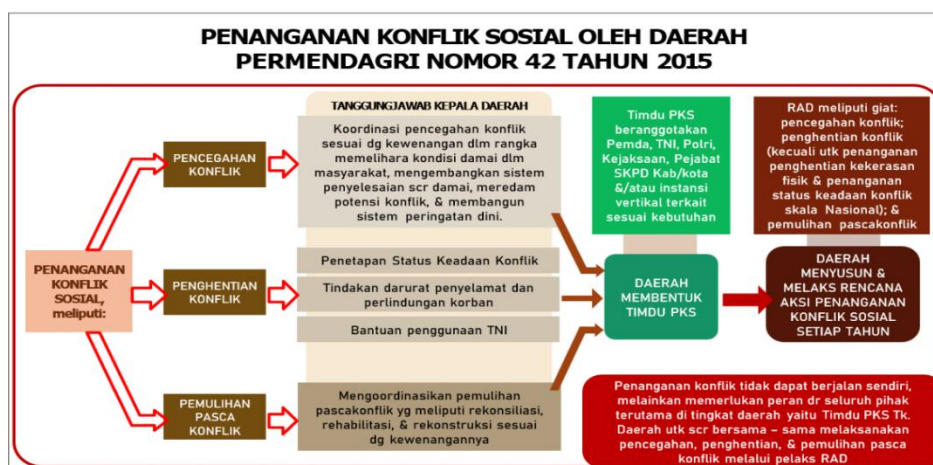 PENANGANAN KONFLIK SOSIAL OLEH DAERAH
PERMENDAGRI NOMOR 42 TAHUN 2015
PENANGANAN
KONFLIK
SOSIAL,
meliputi:
PENCEGAHAN
KONFLIK
PENGHENTIAN
KONFLIK
PEMULIHAN
PASCA
KONFLIK
TANGGUNGJAWAB KEPALA DAERAH
Koordinasi pencegahan konflik
sesuai dg kewenangan dlm rangka
memelihara kondisi damai dlm
masyarakat, mengembangkan sistem
penyelesaian scr damai, meredam
potensi konflik, & membangun
sistem peringatan dini.
Penetapan Status Keadaan Konflik
Tindakan darurat penyelamat dan
perlindungan korban
Bantuan penggunaan TNI
Mengoordinasikan pemulihan
pascakonflik yg meliputi rekonsiliasi,
rehabilitasi, & rekonstruksi sesuai
dg kewenangannya
Timdu PKS
beranggotakan
Pemda, TNI, Polri,
Kejaksaan, Pejabat
SKPD Kab/kota
&/atau instansi
vertikal terkait
sesuai kebutuhan
DAERAH
MEMBENTUK
TIMDU PKS
RAD meliputi giat:
pencegahan konflik;
penghentian konflik
(kecuali utk penanganan
penghentian kekerasan
fisik & penanganan
status keadaan konflik
skala Nasional); &
pemulihan pascakonflik
DAERAH
MENYUSUN &
MELAKS RENCANA
AKSI PENANGANAN
KONFLIK SOSIAL
SETIAP TAHUN
Penanganan konflik tidak dapat berjalan sendiri,
melainkan memerlukan peran dr seluruh pihak
terutama di tingkat daerah yaitu Timdu PKS Tk.
Daerah utk scr bersama – sama melaksanakan
pencegahan, penghentian, & pemulihan pasca
konflik melalui pelaks RAD